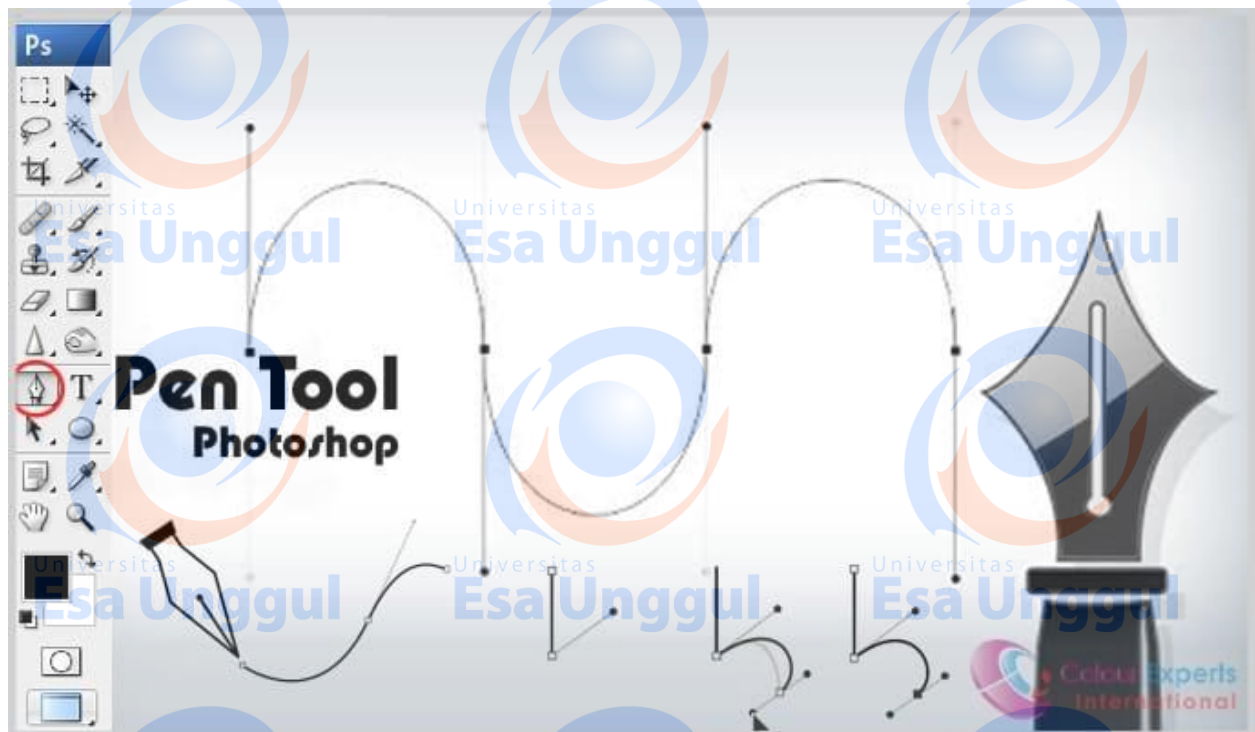 Ps
Universitas
Esa Unggul
Universitas
Esa Unggul
Universitas
Esa Unggul
T
Pen Tool
Photoshop
Universitas
Esa Unggul
Universitas
Esa Unggul
Universitas
Esa Unggul
Colour Experts
International